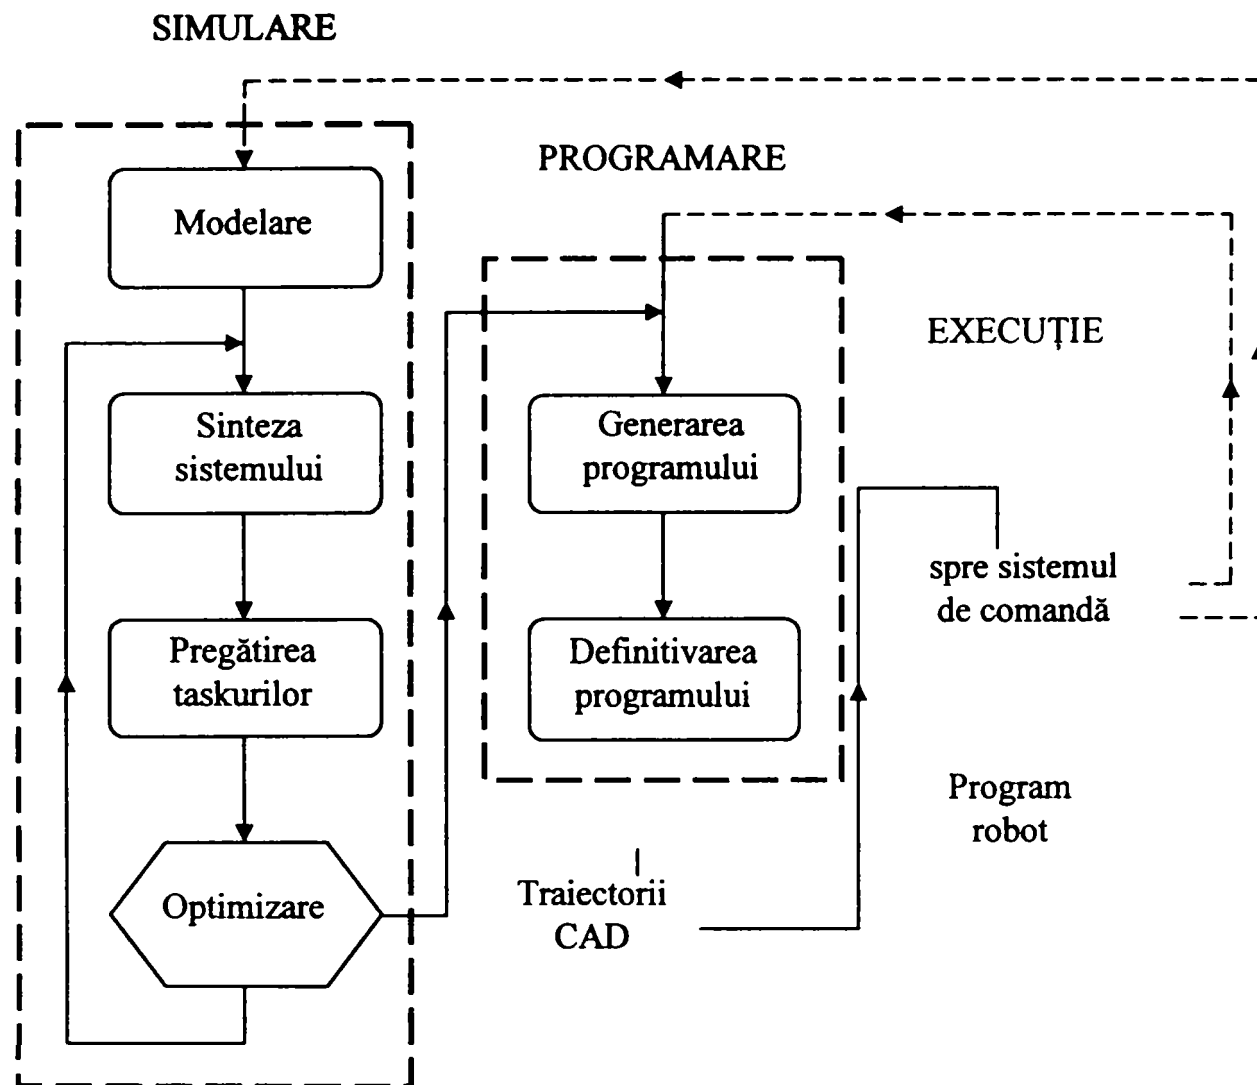 SIMULARE
Modelare
Sinteza
sistemului
Pregătirea
taskurilor
Optimizare
PROGRAMARE
Generarea
programului
Definitivarea
programului
Traiectorii
CAD
EXECUȚIE
spre sistemul
de comandă
Program
robot